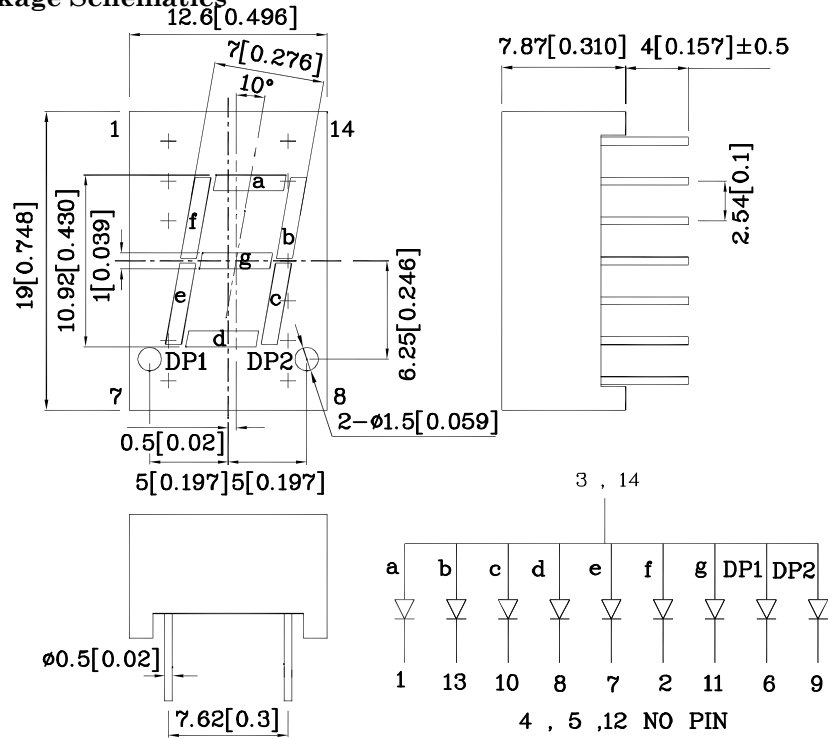 kage Schematics
12.6[0.496]
7[0.276]
10°
1
14
a
f
b
g
e
c
d
DP1
DP2
7
8
19[0.748]
10.92[0.430]
1[0.039]
6.25[0.246]
2-ø1.5[0.059]
0.5[0.02]
5[0.197]5[0.197]
7.87[0.310]
4[0.157]±0.5
2.54[0.1]
ø0.5[0.02]
7.62[0.3]
3 , 14
a b c d e f g DP1 DP2
1 13 10 8 7 2 11 6 9
4 , 5 ,12 NO PIN